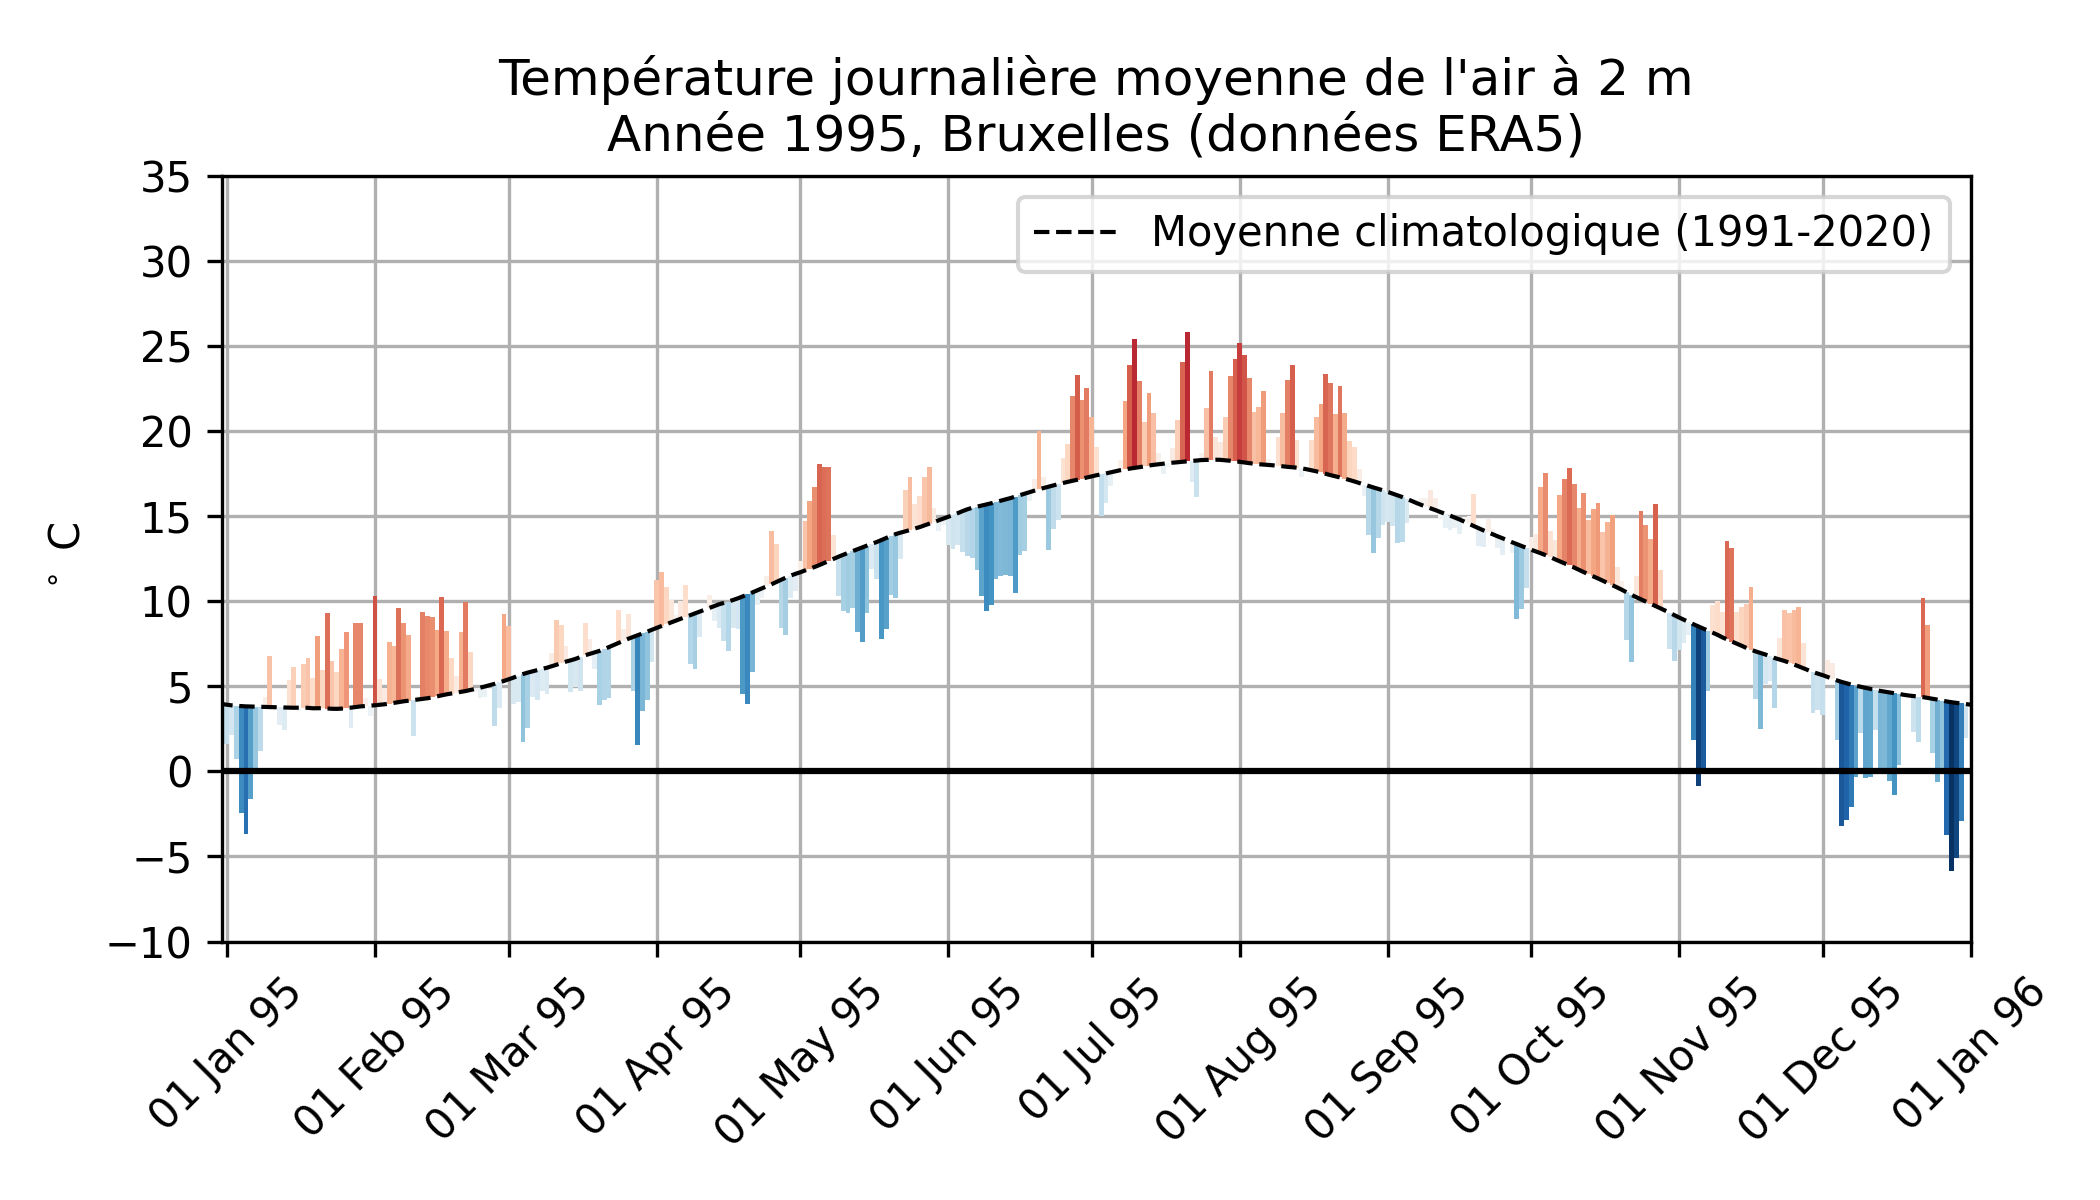 Température journalière moyenne de l'air à 2 m
Année 1995, Bruxelles (données ERA5)
35
30
25
20
15
10
5
0
−5
−10
° C
Moyenne climatologique (1991-2020)
01 Jan 95
01 Feb 95
01 Mar 95
01 Apr 95
01 May 95
01 Jun 95
01 Jul 95
01 Aug 95
01 Sep 95
01 Oct 95
01 Nov 95
01 Dec 95
01 Jan 96